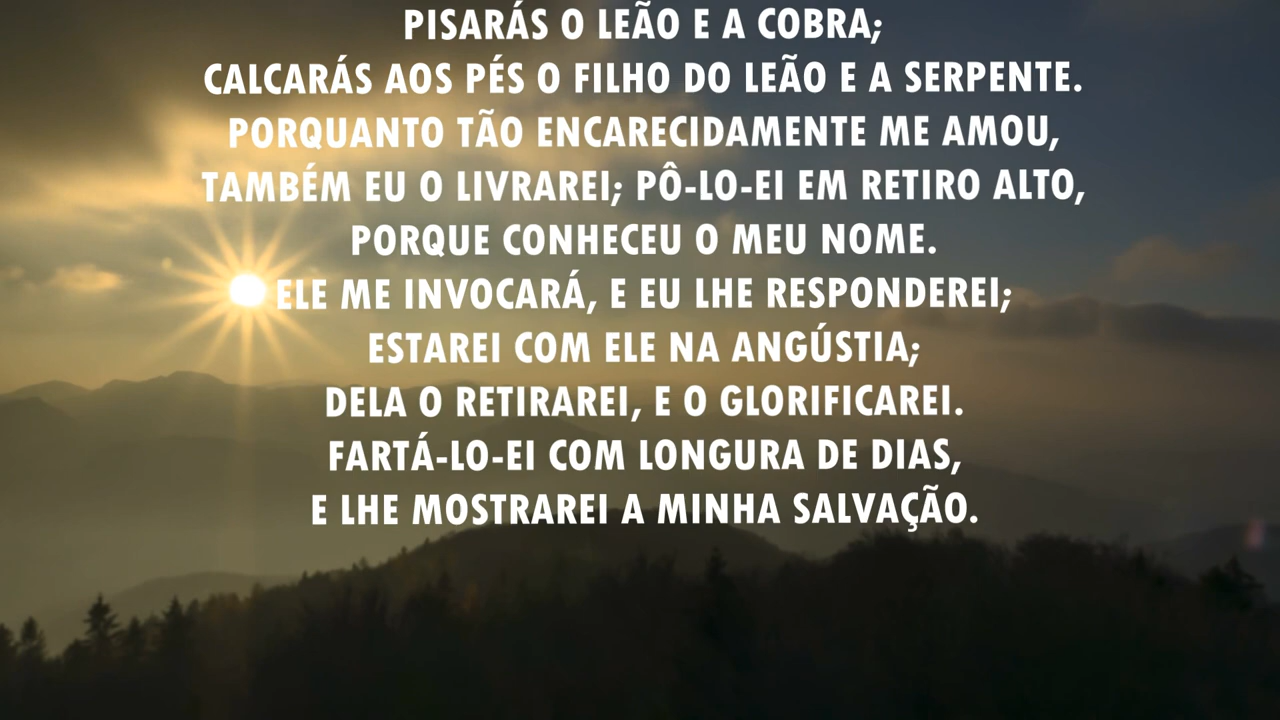 PISARÁS O LEÃO E A COBRA;
CALCARÁS AOS PÉS O FILHO DO LEÃO E A SERPENTE.
PORQUANTO TÃO ENCARECIDAMENTE ME AMOU,
TAMBÉM EU O LIVRAREI; PÔ-LO-EI EM RETIRO ALTO,
PORQUE CONHECEU O MEU NOME.
ELE ME INVOCARÁ, E EU LHE RESPONDEREI;
ESTAREI COM ELE NA ANGÚSTIA;
DELA O RETIRAREI, E O GLORIFICAREI.
FARTÁ-LO-EI COM LONGURA DE DIAS,
E LHE MOSTRAREI A MINHA SALVAÇÃO.